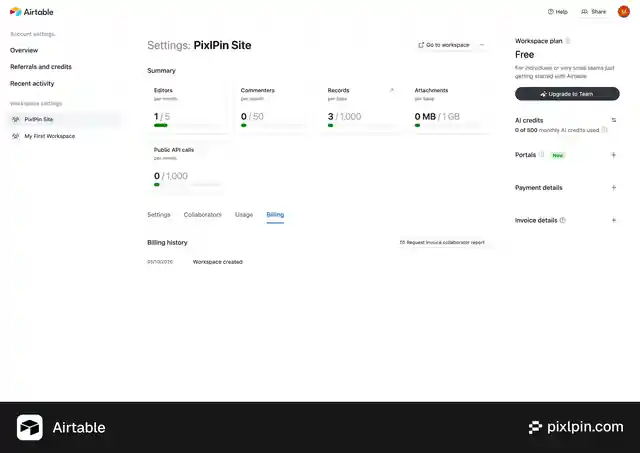 Airtable
Help
Share
M
Account settings
Overview
Referrals and credits
Recent activity
Workspace settings
PixlPin Site
My First Workspace
Settings: PixlPin Site
Go to workspace
Summary
Editors
per month
1 / 5
Commenters
per month
0 / 50
Records
per base
3 / 1,000
Attachments
per base
0 MB / 1 GB
Public API calls
per month
0 / 1,000
Settings
Collaborators
Usage
Billing
Billing history
Request invoice collaborator report
Workspace created
Workspace plan
Free
For individuals or very small teams just
getting started with Airtable
Upgrade to Team
AI credits
0 of 500 monthly AI credits used
Portals
New
Payment details
Invoice details
Airtable
pixlpin.com